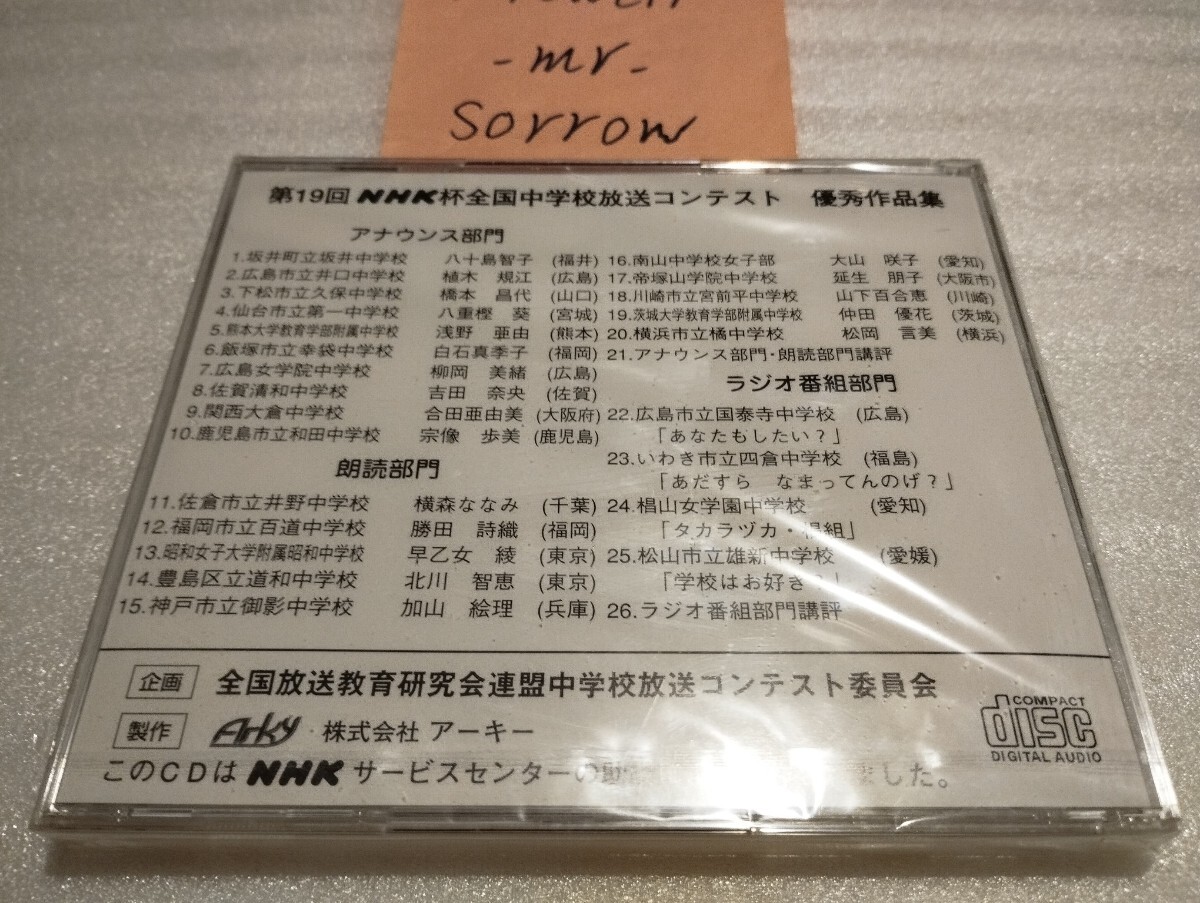 - mr -
Sorrow
第19回 NHK杯全国中学校放送コンテスト 優秀作品集
アナウンス部門
1.坂井町立坂井中学校 八十島智子 (福井)
2.広島市立井口中学校 植木 規江 (広島)
3.下松市立久保中学校 橋本 昌代 (山口)
4.仙台市立第一中学校 八重樫 葵 (宮城)
5.熊本大学教育学部附属中学校 浅野 亜由 (熊本)
6.飯塚市立幸袋中学校 白石真季子 (福岡)
7.広島女学院中学校 柳岡 美緒 (広島)
8.佐賀清和中学校 吉田 奈央 (佐賀)
9.関西大倉中学校 合田亜由美 (大阪府)
10.鹿児島市立和田中学校 宗像 歩美 (鹿児島)
朗読部門
11.佐倉市立井野中学校 横森ななみ (千葉)
12.福岡市立百道中学校 勝田 詩織 (福岡)
13.昭和女子大学附属昭和中学校 早乙女 綾 (東京)
14.豊島区立道和中学校 北川 智恵 (東京)
15.神戸市立御影中学校 加山 絵理 (兵庫)
16.南山中学校女子部 大山 咲子 (愛知)
17.帝塚山学院中学校 延生 朋子 (大阪市)
18.川崎市立宮前平中学校 山下百合恵 (川崎)
19.茨城大学教育学部附属中学校 仲田 優花 (茨城)
20.横浜市立橘中学校 松岡 言美 (横浜)
21.アナウンス部門・朗読部門講評
ラジオ番組部門
22.広島市立国泰寺中学校 (広島)
「あなたもしたい?」
23.いわき市立四倉中学校 (福島)
「あだすら なまってんのげ?」
24.椙山女学園中学校 (愛知)
「タカラヅカ・椙組」
25.松山市立雄新中学校 (愛媛)
「学校はお好き?」
26.ラジオ番組部門講評
企画 全国放送教育研究会連盟中学校放送コンテスト委員会
製作 Arky 株式会社 アーキー
このCDは NHK サービスセンターの ました。
COMPACT
disc
DIGITAL AUDIO